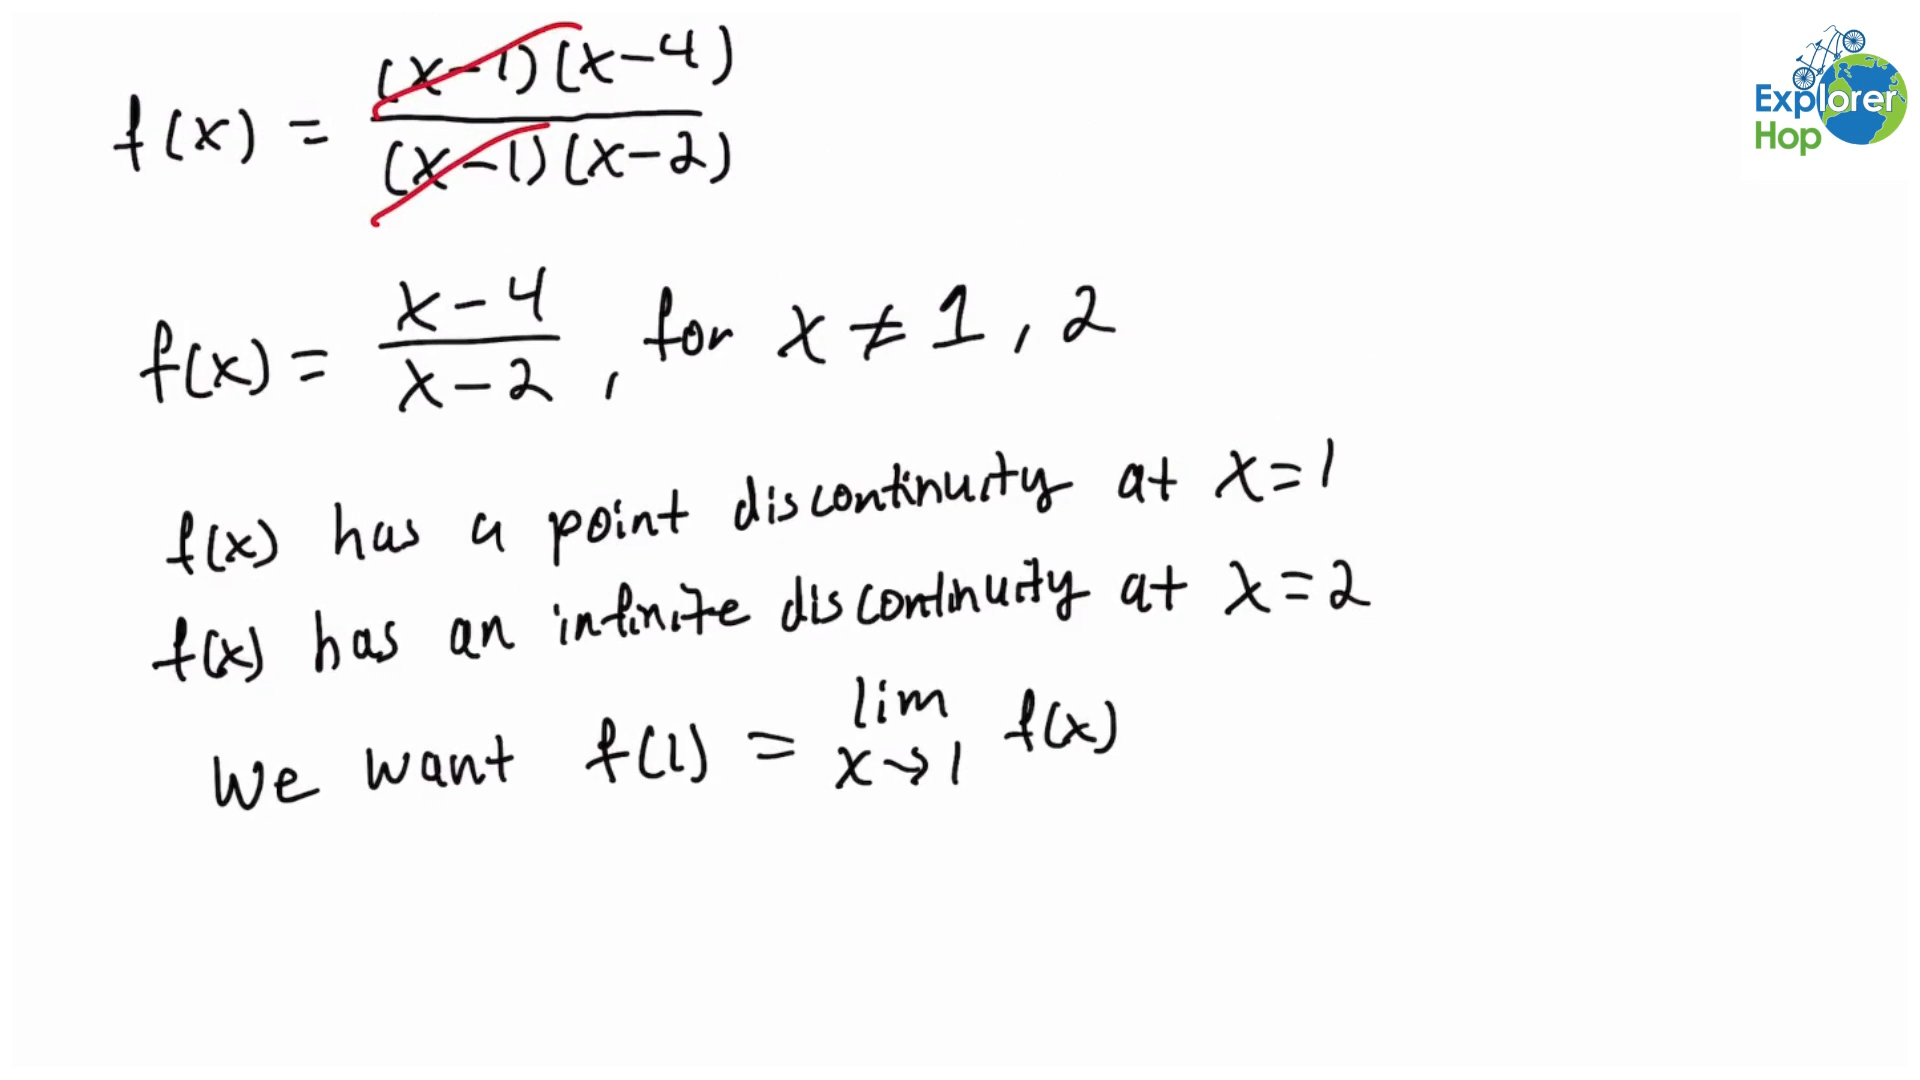 f(x) = (x-1)(x-4) / (x-1)(x-2)
Explorer
Hop
f(x) = x-4 / x-2 , for x ≠ 1, 2
f(x) has a point discontinuity at x=1
f(x) has an infinite discontinuity at x=2
We want f(1) = lim x→1 f(x)